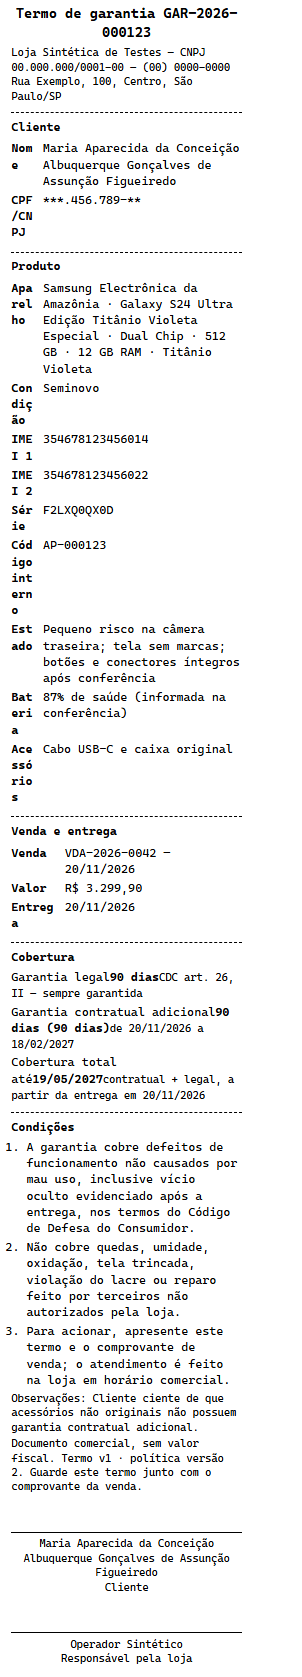 Termo de garantia GAR-2026-
000123
Loja Sintética de Testes — CNPJ
00.000.000/0001-00 — (00) 0000-0000
Rua Exemplo, 100, Centro, São
Paulo/SP
Cliente
Nom Maria Aparecida da Conceição
e Albuquerque Gonçalves de
Assunção Figueiredo
CPF ***.456.789-**
/CN
PJ
Produto
Apa Samsung Electrônica da
rel Amazônia · Galaxy S24 Ultra
ho Edição Titânio Violeta
Especial · Dual Chip · 512
GB · 12 GB RAM · Titânio
Violeta
Con Seminovo
diç
ão
IME 354678123456014
I 1
IME 354678123456022
I 2
Sér F2LXQ0QX0D
ie
Cód AP-000123
igo
int
ern
o
Est Pequeno risco na câmera
ado traseira; tela sem marcas;
botões e conectores íntegros
após conferência
Bat 87% de saúde (informada na
eri conferência)
a
Ace Cabo USB-C e caixa original
ssó
rio
s
Venda e entrega
Venda VDA-2026-0042 —
20/11/2026
Valor R$ 3.299,90
Entreg 20/11/2026
a
Cobertura
Garantia legal90 diasCDC art. 26,
II — sempre garantida
Garantia contratual adicional90
dias (90 dias)de 20/11/2026 a
18/02/2027
Cobertura total
até19/05/2027contratual + legal, a
partir da entrega em 20/11/2026
Condições
1. A garantia cobre defeitos de
funcionamento não causados por
mau uso, inclusive vício
oculto evidenciado após a
entrega, nos termos do Código
de Defesa do Consumidor.
2. Não cobre quedas, umidade,
oxidação, tela trincada,
violação do lacre ou reparo
feito por terceiros não
autorizados pela loja.
3. Para acionar, apresente este
termo e o comprovante de
venda; o atendimento é feito
na loja em horário comercial.
Observações: Cliente ciente de que
acessórios não originais não possuem
garantia contratual adicional.
Documento comercial, sem valor
fiscal. Termo v1 · política versão
2. Guarde este termo junto com o
comprovante da venda.
Maria Aparecida da Conceição
Albuquerque Gonçalves de Assunção
Figueiredo
Cliente
Operador Sintético
Responsável pela loja